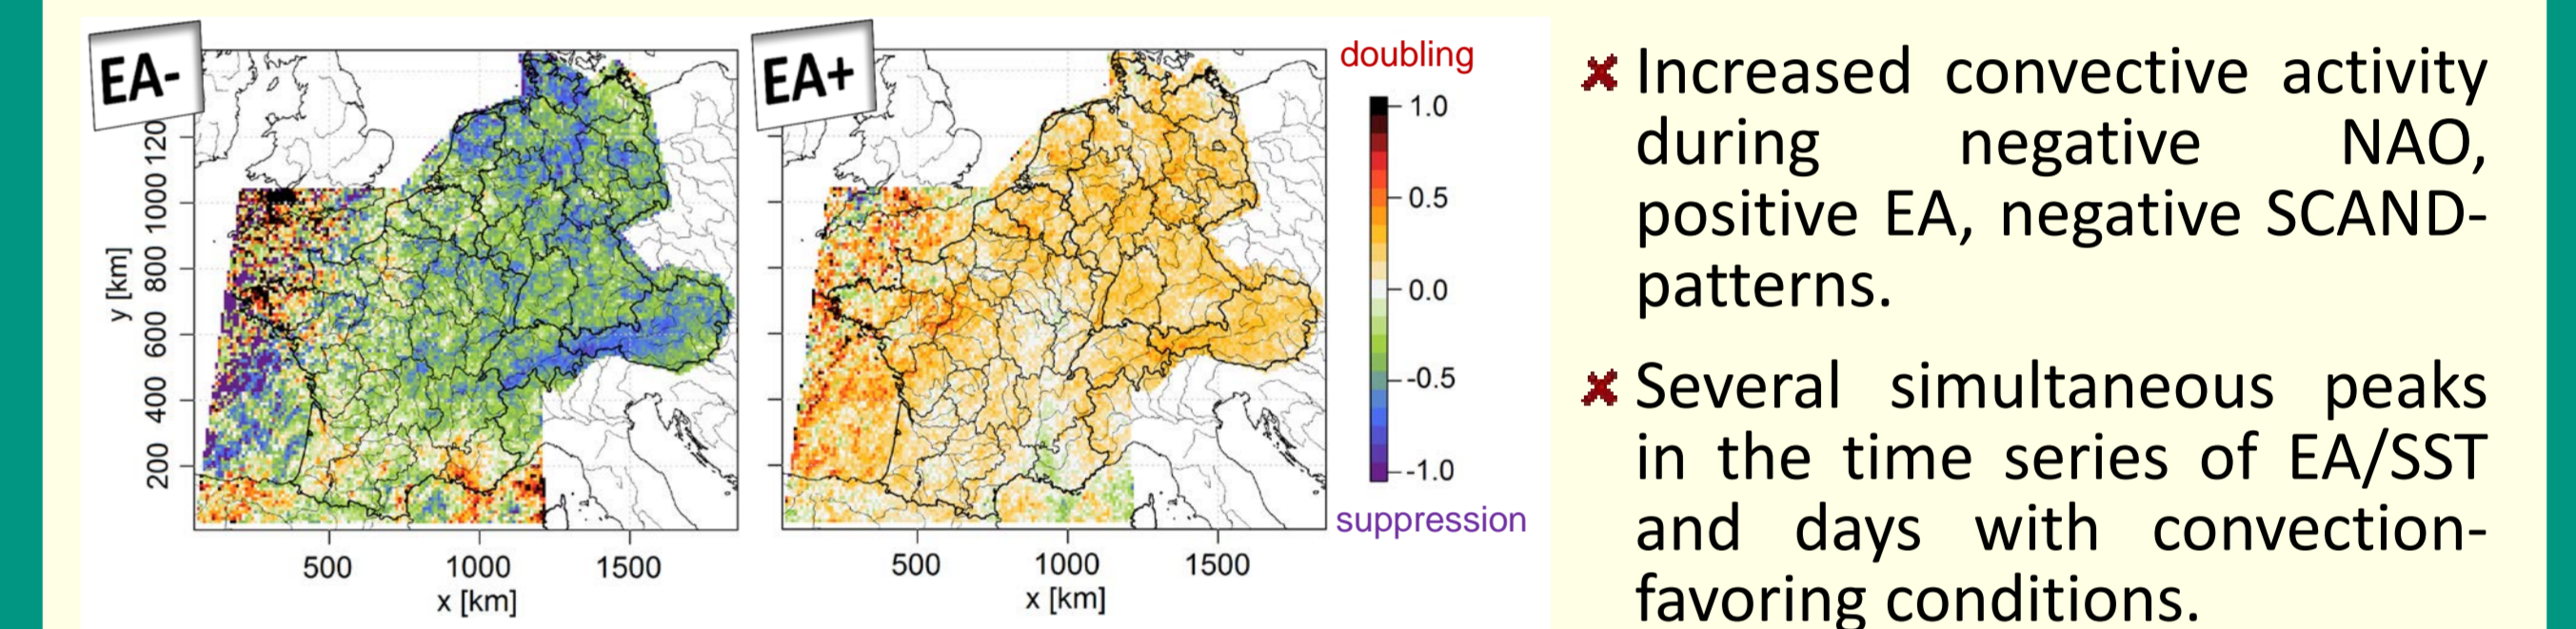 EA-
y [km]
120
1000
800
600
400
200
500 1000 1500
x [km]
EA+
500 1000 1500
x [km]
doubling
1.0
0.5
0.0
-0.5
-1.0
suppression
Increased convective activity
during negative NAO,
positive EA, negative SCAND-
patterns.
Several simultaneous peaks
in the time series of EA/SST
and days with convection-
favoring conditions.